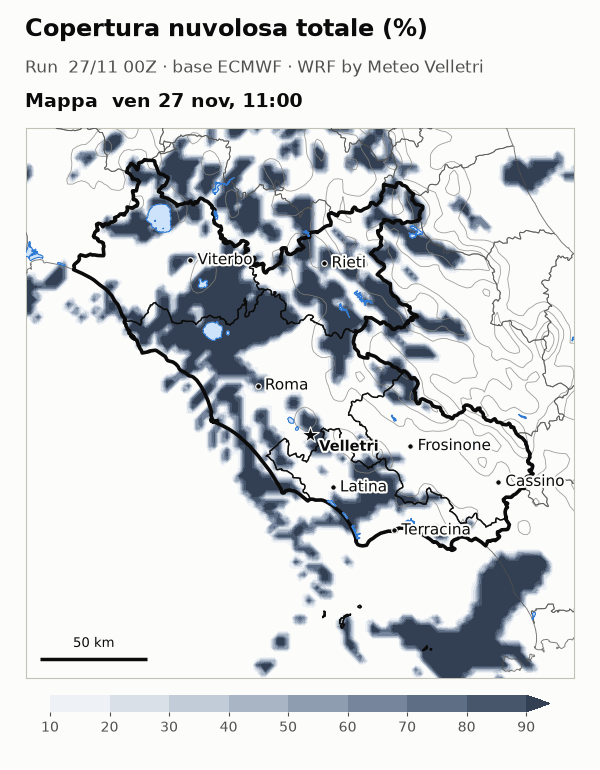 Copertura nuvolosa totale (%)
Run 27/11 00Z · base ECMWF · WRF by Meteo Velletri
Mappa ven 27 nov, 11:00
Viterbo
Rieti
Roma
Velletri
Frosinone
Latina
Cassino
Terracina
50 km
10 20 30 40 50 60 70 80 90